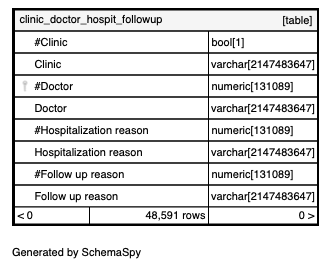 clinic_doctor_hospit_followup [table]
#Clinic bool[1]
Clinic varchar[2147483647]
#Doctor numeric[131089]
Doctor varchar[2147483647]
#Hospitalization reason numeric[131089]
Hospitalization reason varchar[2147483647]
#Follow up reason numeric[131089]
Follow up reason varchar[2147483647]
< 0 48,591 rows 0 >
Generated by SchemaSpy